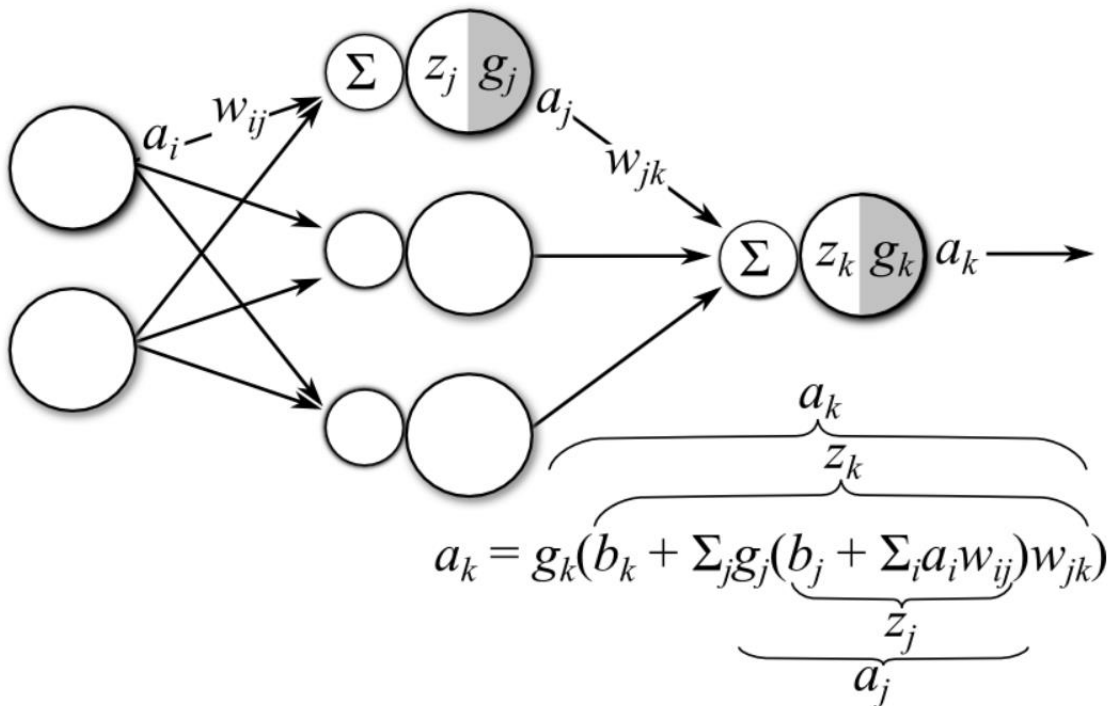 Σ z_j g_j
a_i w_ij
a_j
w_jk
Σ z_k g_k a_k
a_k
z_k
a_k = g_k(b_k + Σ_j g_j(b_j + Σ_i a_i w_ij)w_jk)
z_j
a_j